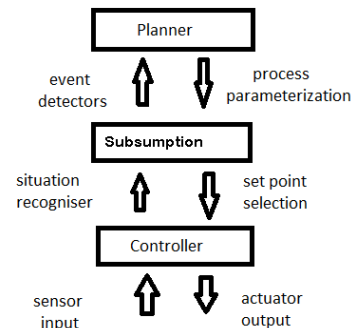 Planner
event
detectors
process
parameterization
Subsumption
situation
recogniser
set point
selection
Controller
sensor
input
actuator
output